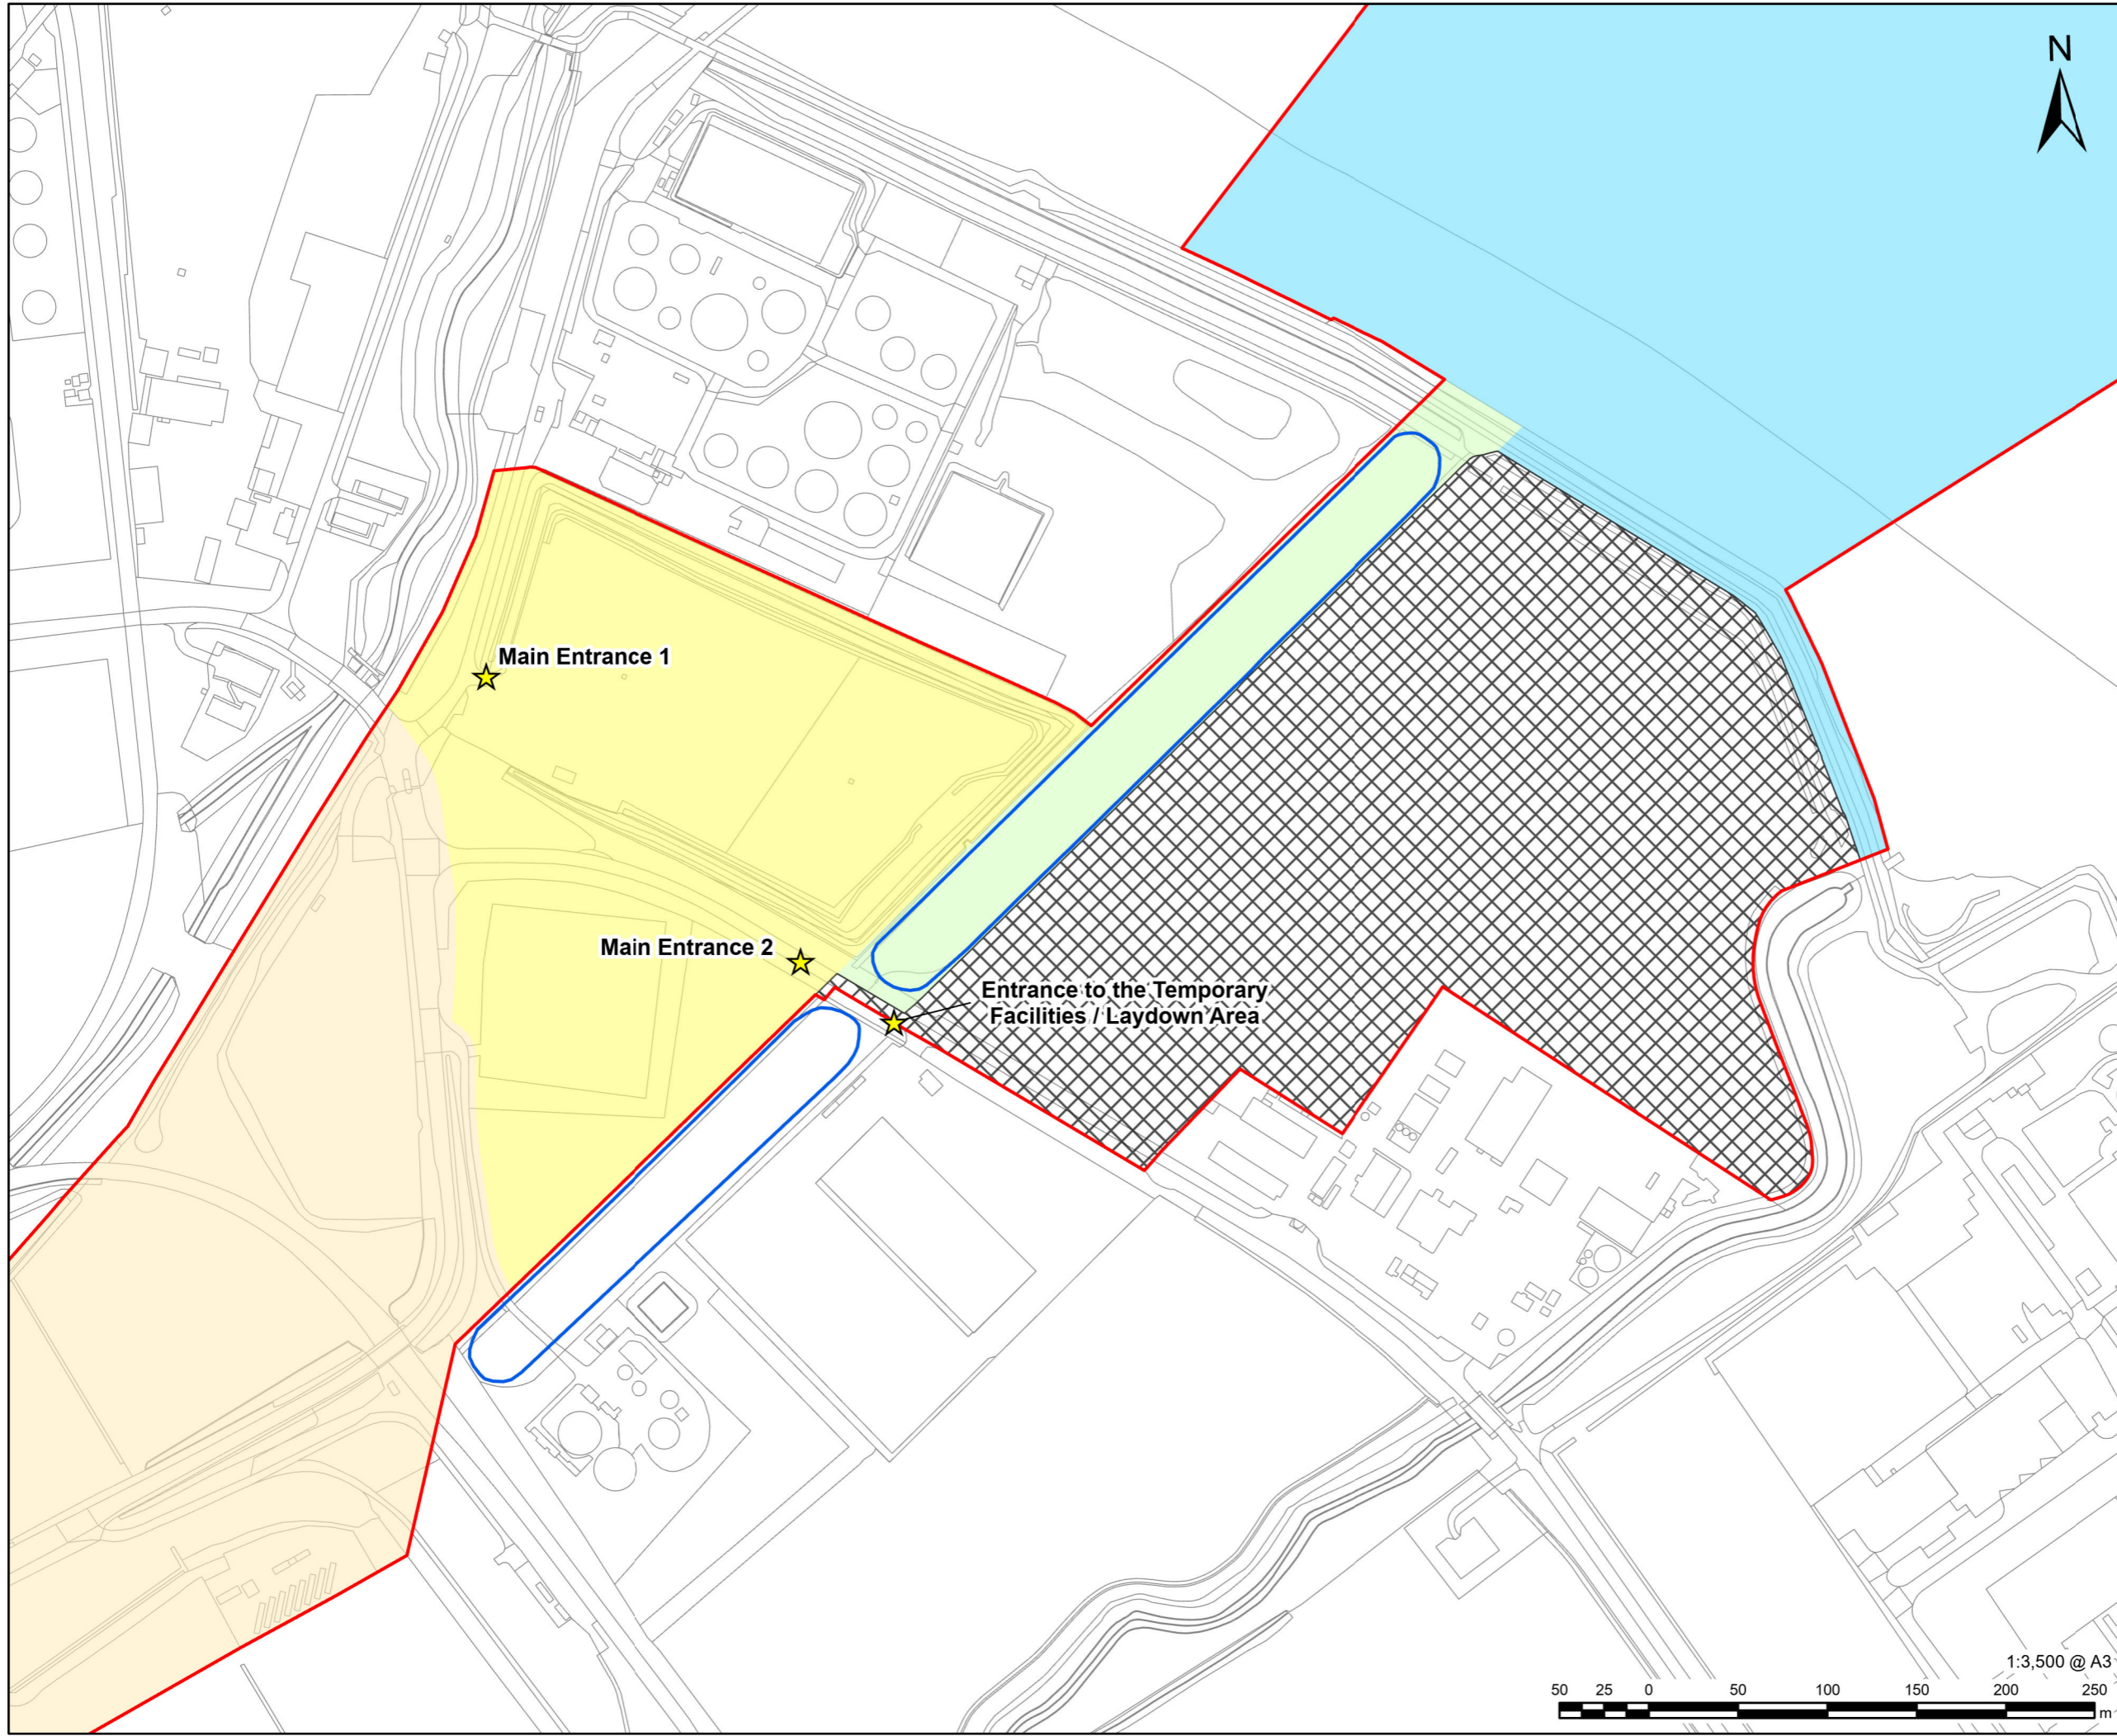 N
Main Entrance 1
Main Entrance 2
Entrance to the Temporary
Facilities / Laydown Area
1:3,500 @ A3
50 25 0 50 100 150 200 250
m